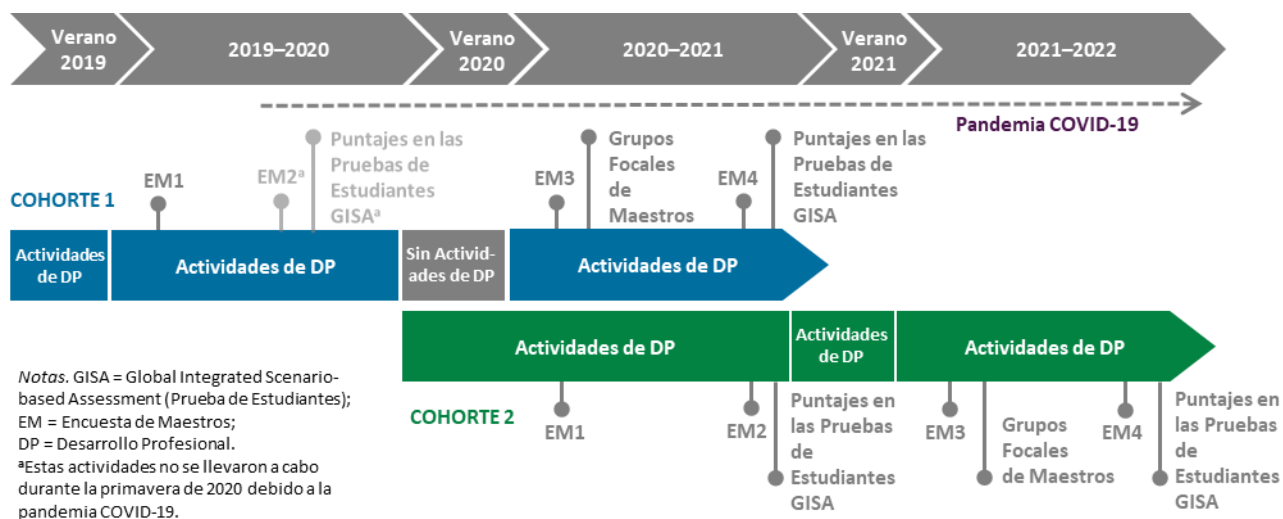 Verano
2019
2019–2020
Verano
2020
2020–2021
Verano
2021
2021–2022
Pandemia COVID-19
COHORTE 1
EM1
EM2ª
Puntajes en las
Pruebas de
Estudiantes
GISAª
EM3
Grupos
Focales
de
Maestros
EM4
Puntajes en las
Pruebas de
Estudiantes
GISA
Actividades
de DP
Actividades de DP
Sin Activid-
ades de DP
Actividades de DP
Actividades de DP
Actividades
de DP
Actividades de DP
COHORTE 2
EM1
EM2
Puntajes en
las Pruebas
de
Estudiantes
GISA
EM3
Grupos
Focales
de Maestros
EM4
Puntajes en
las Pruebas
de
Estudiantes
GISA
Notas. GISA = Global Integrated Scenario-
based Assessment (Prueba de Estudiantes);
EM = Encuesta de Maestros;
DP = Desarrollo Profesional.
ªEstas actividades no se llevaron a cabo
durante la primavera de 2020 debido a la
pandemia COVID-19.